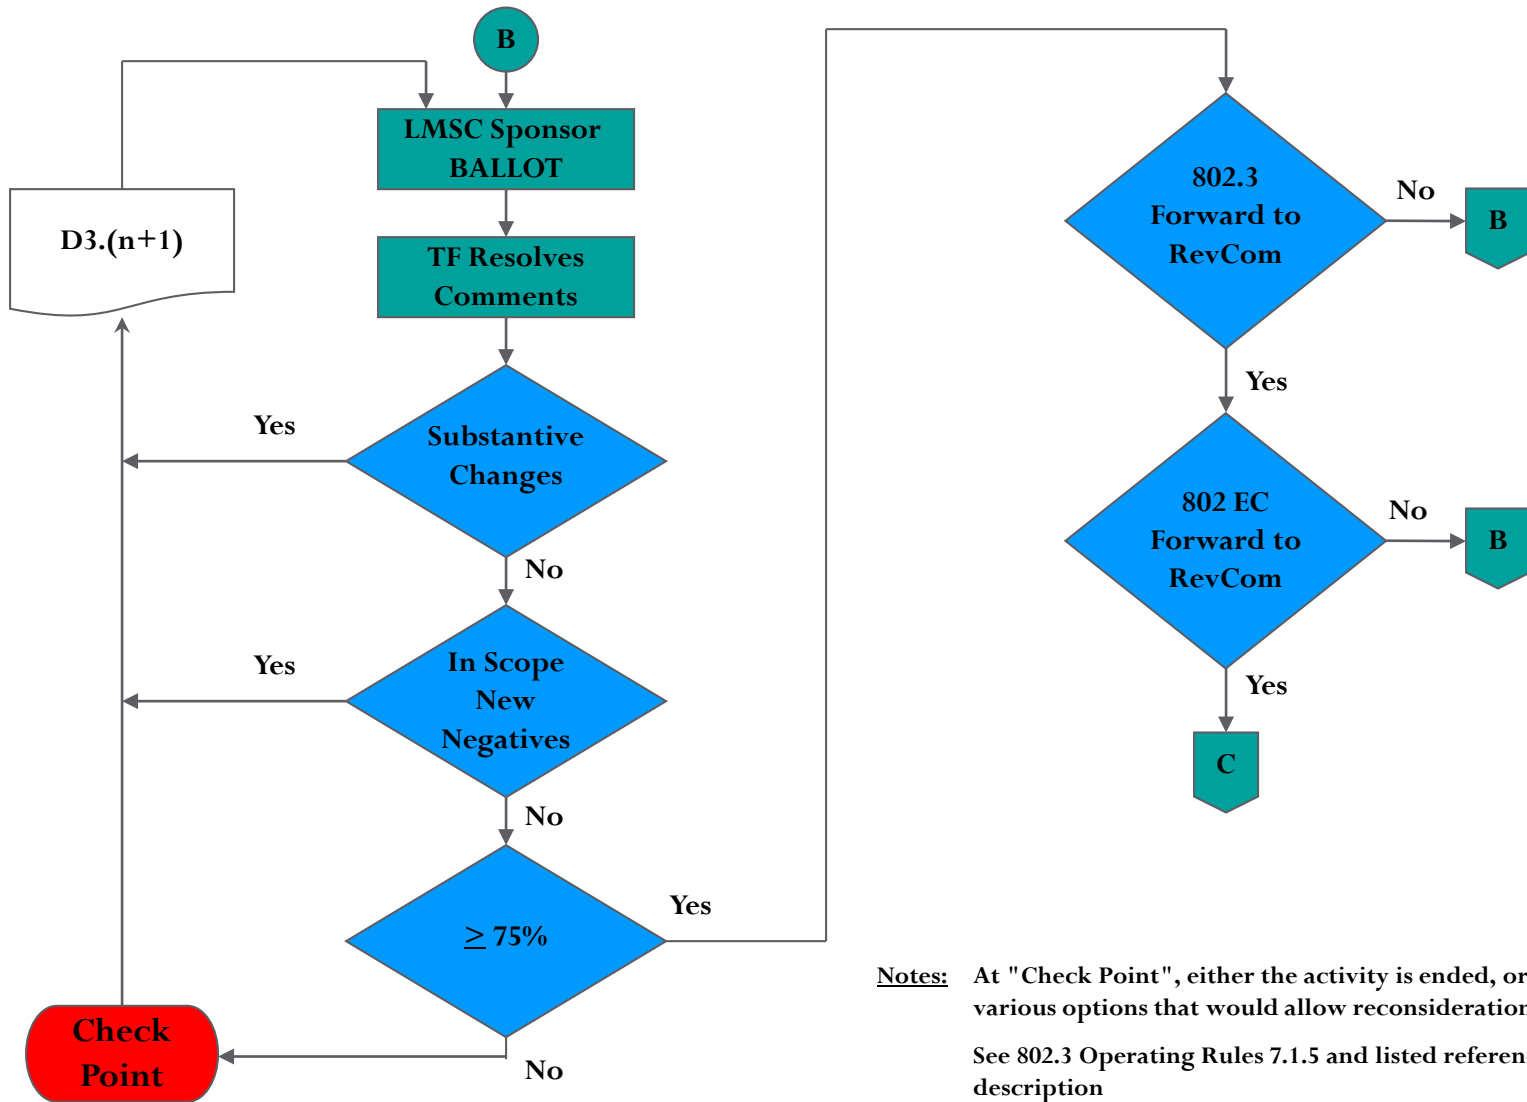 B
LMSC Sponsor
BALLOT
D3.(n+1)
TF Resolves
Comments
Substantive
Changes
Yes
No
In Scope
New
Negatives
Yes
No
≥ 75%
Yes
No
Check
Point
802.3
Forward to
RevCom
No
B
Yes
802 EC
Forward to
RevCom
No
B
Yes
C
Notes: At "Check Point", either the activity is ended, or
various options that would allow reconsideration
See 802.3 Operating Rules 7.1.5 and listed referen
description